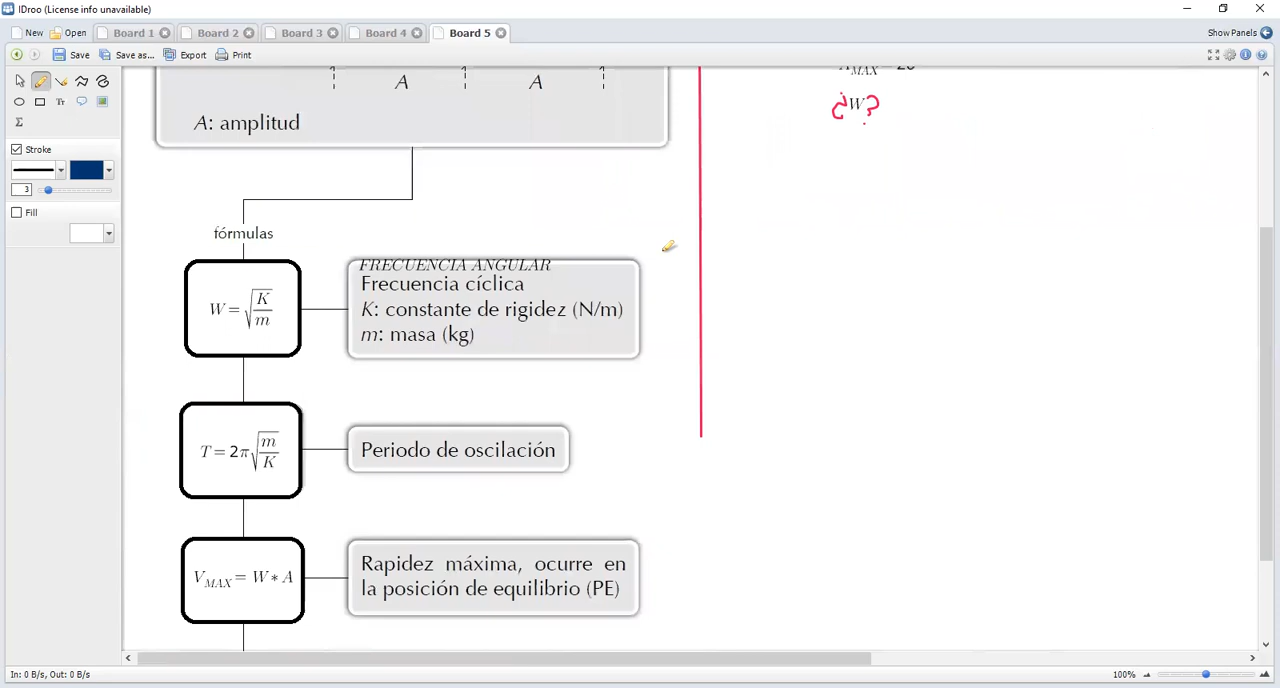 IDroo (License info unavailable)
New Open Board 1 Board 2 Board 3 Board 4 Board 5 Show Panels
Save Save as... Export Print
Tr
Σ
Stroke
3
Fill
A A
A: amplitud
¿W?
fórmulas
W = √K/m
FRECUENCIA ANGULAR
Frecuencia cíclica
K: constante de rigidez (N/m)
m: masa (kg)
T = 2π√m/K
Periodo de oscilación
V_MAX = W * A
Rapidez máxima, ocurre en
la posición de equilibrio (PE)
In: 0 B/s, Out: 0 B/s 100%